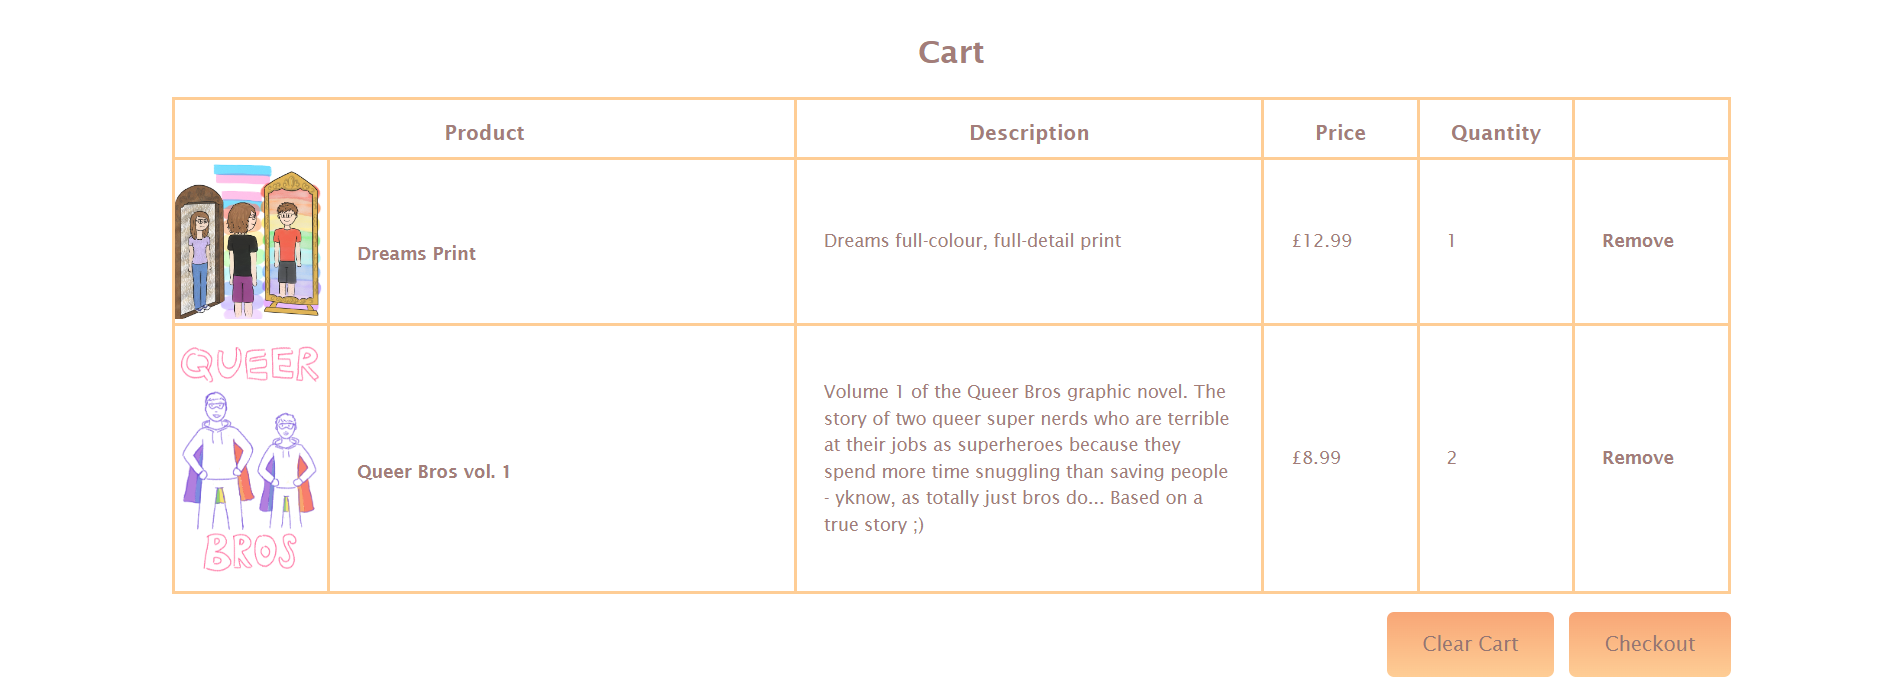 Cart
Product Description Price Quantity
Dreams Print Dreams full-colour, full-detail print £12.99 1 Remove
QUEER
BROS
Queer Bros vol. 1
Volume 1 of the Queer Bros graphic novel. The
story of two queer super nerds who are terrible
at their jobs as superheroes because they
spend more time snuggling than saving people
- yknow, as totally just bros do... Based on a
true story ;)
£8.99 2 Remove
Clear Cart Checkout